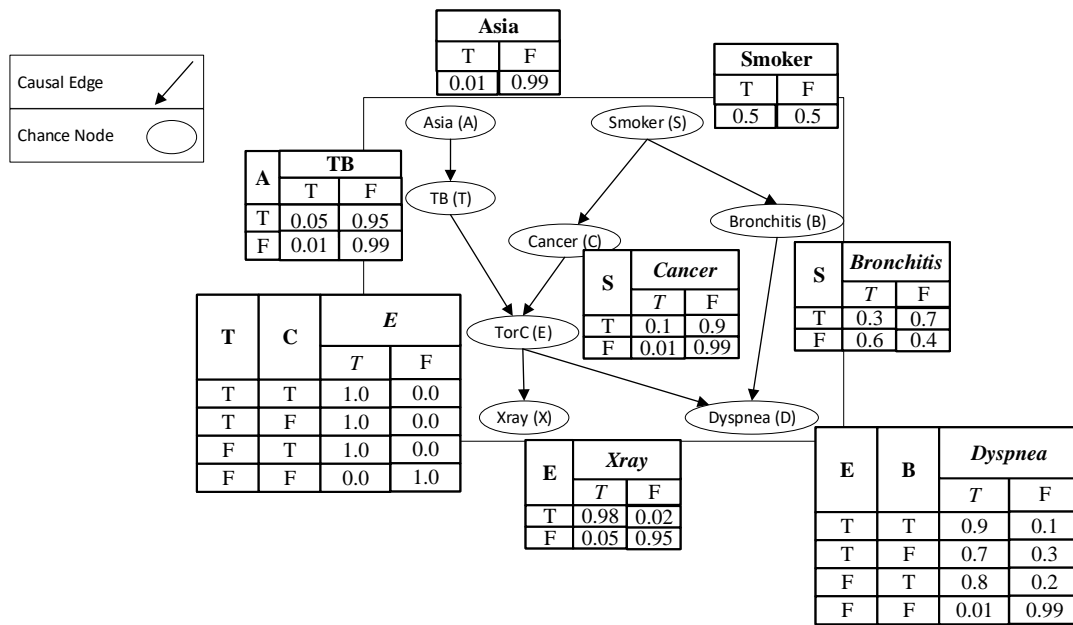 Causal Edge
Chance Node
Asia
T F
0.01 0.99
Smoker
T F
0.5 0.5
Asia (A)
Smoker (S)
A TB
T F
T 0.05 0.95
F 0.01 0.99
TB (T)
Bronchitis (B)
Cancer (C)
S Cancer
T F
T 0.1 0.9
F 0.01 0.99
S Bronchitis
T F
T 0.3 0.7
F 0.6 0.4
T C E
T F
T T 1.0 0.0
T F 1.0 0.0
F T 1.0 0.0
F F 0.0 1.0
TorC (E)
Xray (X)
Dyspnea (D)
E Xray
T F
T 0.98 0.02
F 0.05 0.95
E B Dyspnea
T F
T T 0.9 0.1
T F 0.7 0.3
F T 0.8 0.2
F F 0.01 0.99